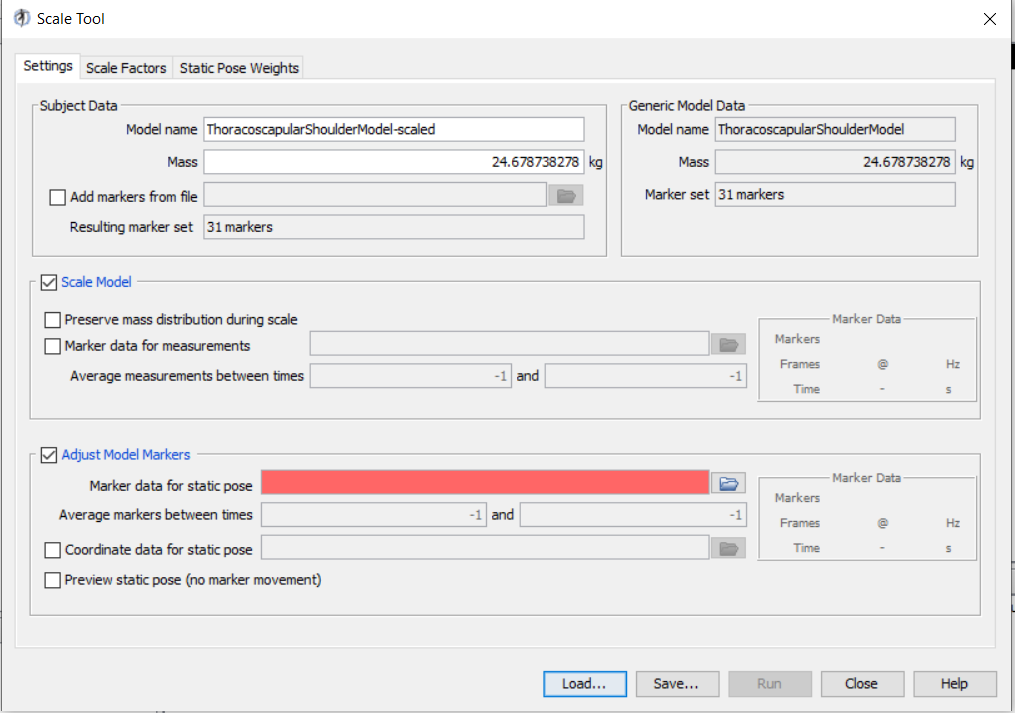 Scale Tool
Settings Scale Factors Static Pose Weights
Subject Data
Model name ThoracoscapularShoulderModel-scaled
Mass 24.678738278 kg
Add markers from file
Resulting marker set 31 markers
Generic Model Data
Model name ThoracoscapularShoulderModel
Mass 24.678738278 kg
Marker set 31 markers
Scale Model
Preserve mass distribution during scale
Marker data for measurements
Average measurements between times -1 and -1
Marker Data
Markers
Frames @ Hz
Time - s
Adjust Model Markers
Marker data for static pose
Average markers between times -1 and -1
Coordinate data for static pose
Preview static pose (no marker movement)
Marker Data
Markers
Frames @ Hz
Time - s
Load... Save... Run Close Help